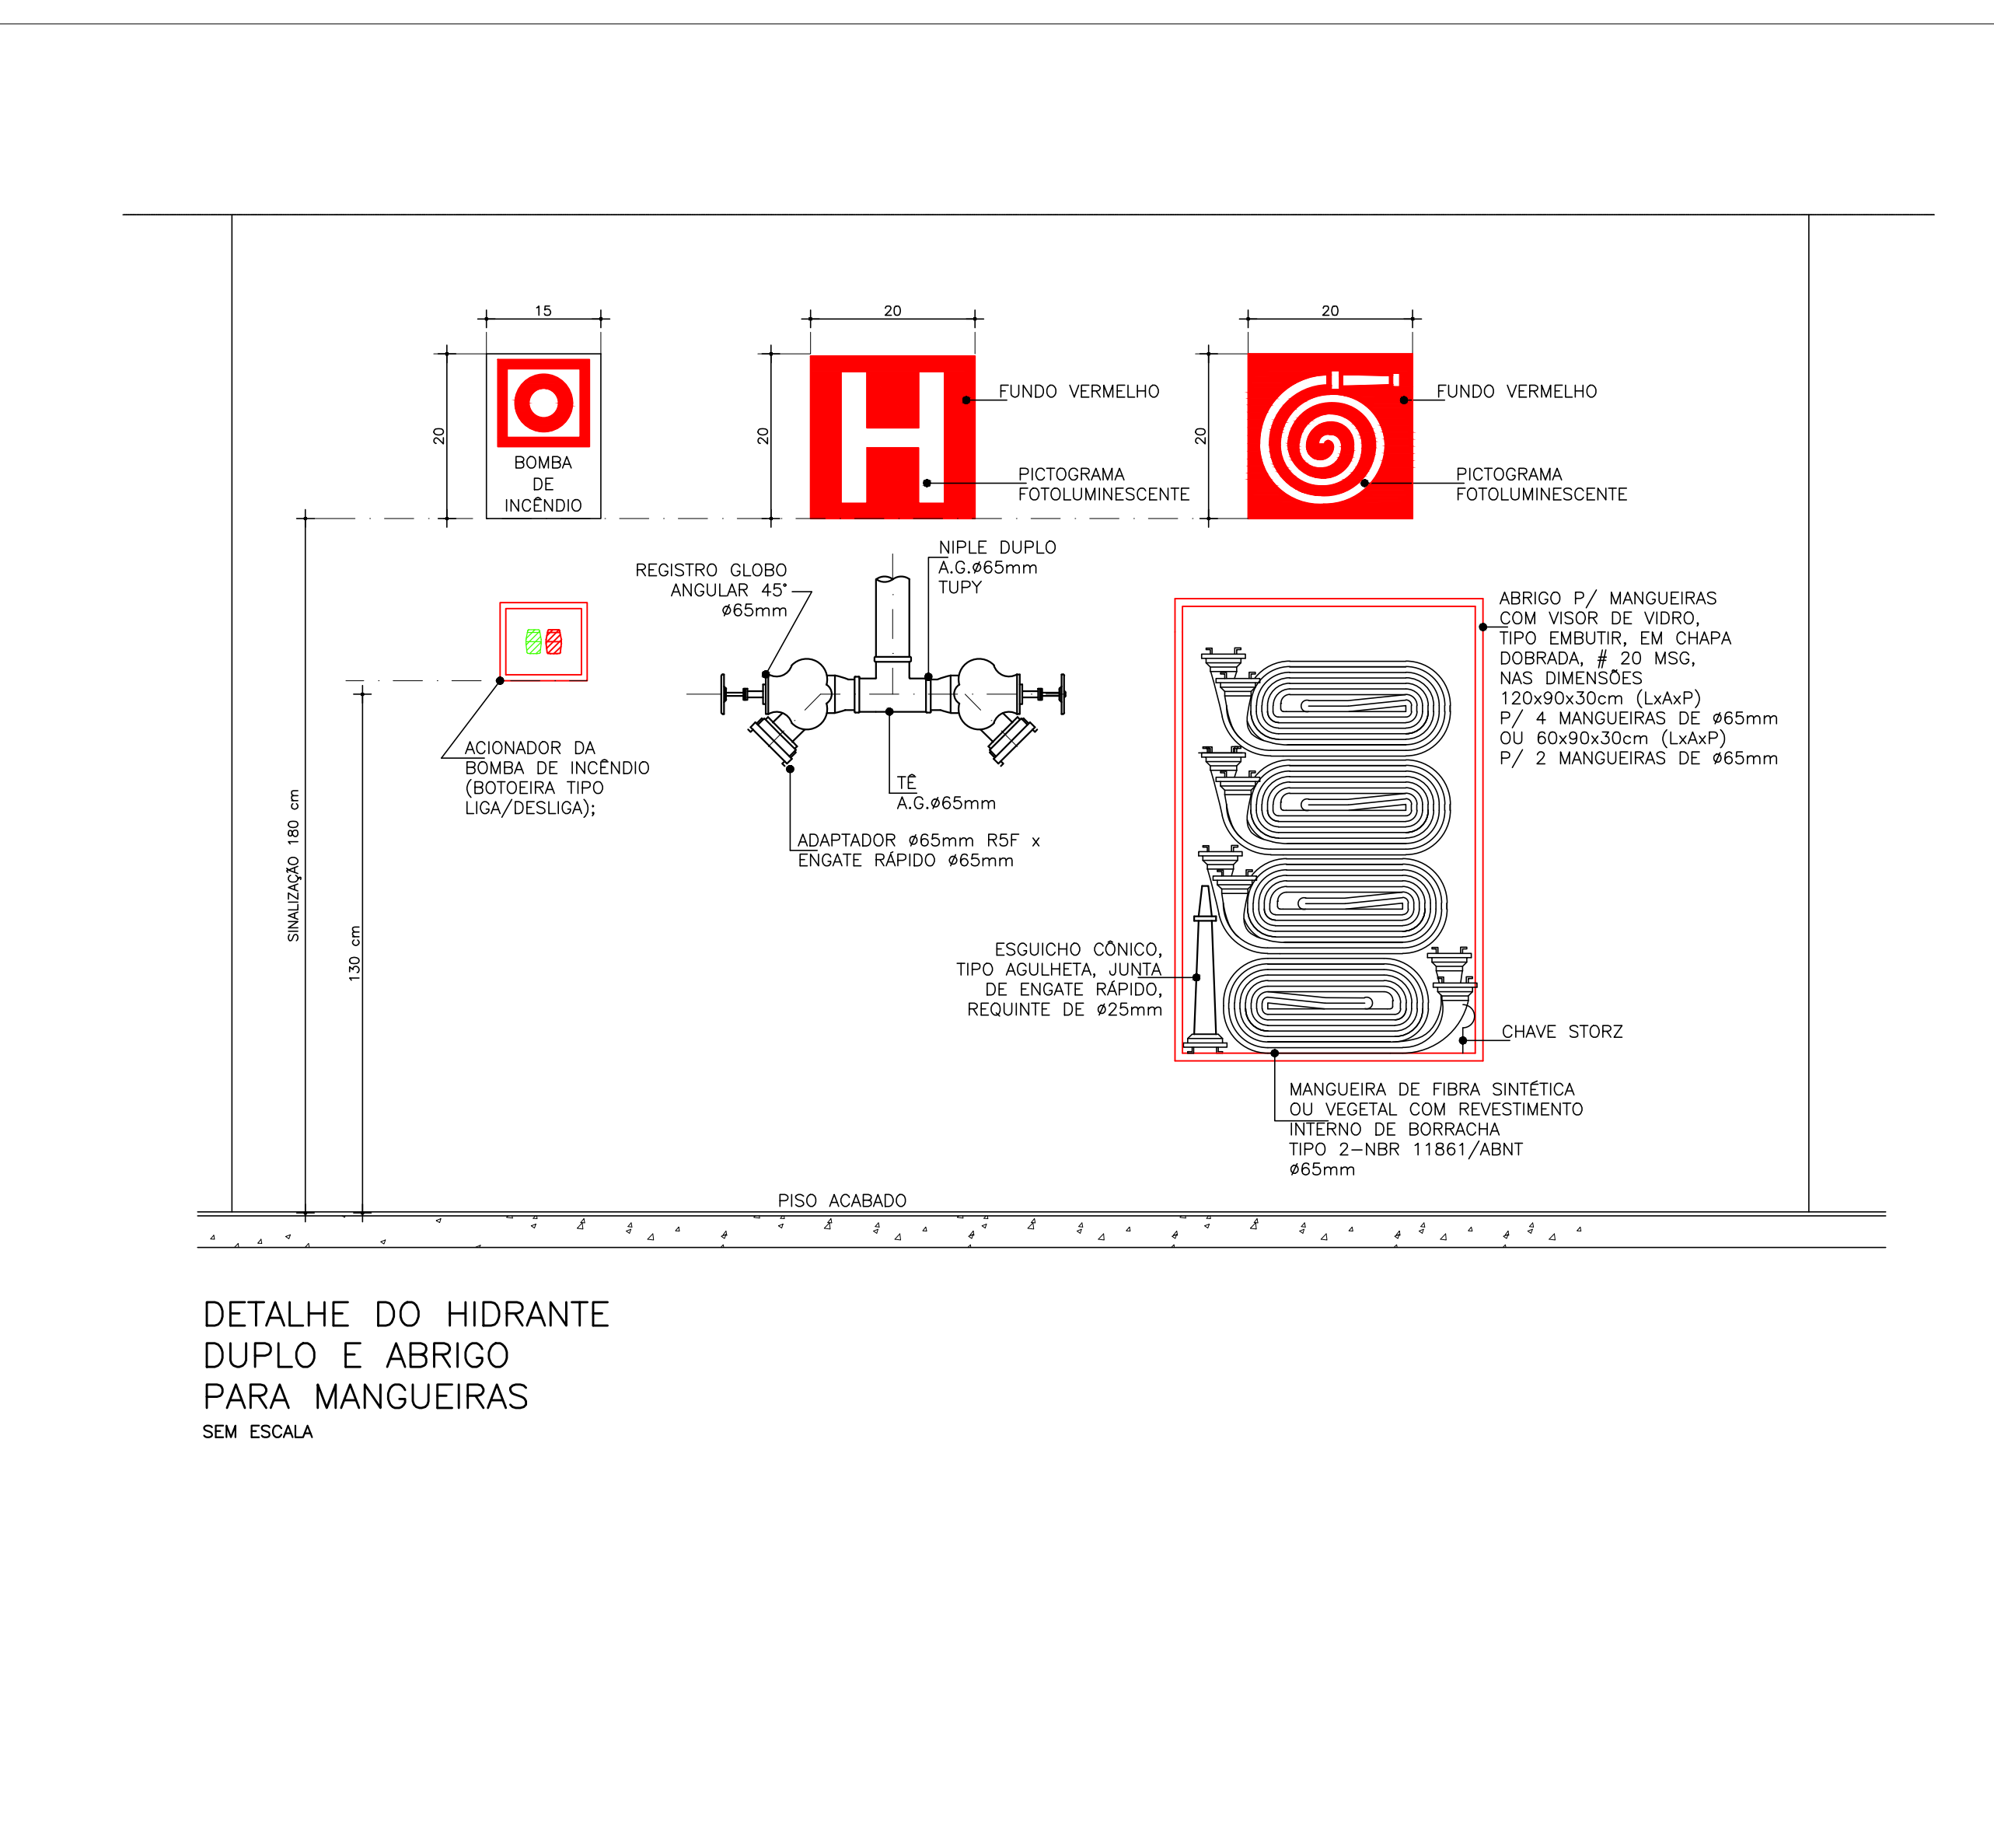 15
20
20
20
20
20
BOMBA
DE
INCÊNDIO
H
FUNDO VERMELHO
PICTOGRAMA
FOTOLUMINESCENTE
FUNDO VERMELHO
PICTOGRAMA
FOTOLUMINESCENTE
REGISTRO GLOBO
ANGULAR 45°
ø65mm
NIPLE DUPLO
A.G.ø65mm
TUPY
ABRIGO P/ MANGUEIRAS
COM VISOR DE VIDRO,
TIPO EMBUTIR, EM CHAPA
DOBRADA, # 20 MSG,
NAS DIMENSÕES
120x90x30cm (LxAxP)
P/ 4 MANGUEIRAS DE ø65mm
OU 60x90x30cm (LxAxP)
P/ 2 MANGUEIRAS DE ø65mm
ACIONADOR DA
BOMBA DE INCÊNDIO
(BOTOEIRA TIPO
LIGA/DESLIGA);
TÊ
A.G.ø65mm
ADAPTADOR ø65mm R5F x
ENGATE RÁPIDO ø65mm
SINALIZAÇÃO 180 cm
130 cm
ESGUICHO CÔNICO,
TIPO AGULHETA, JUNTA
DE ENGATE RÁPIDO,
REQUINTE DE ø25mm
CHAVE STORZ
MANGUEIRA DE FIBRA SINTÉTICA
OU VEGETAL COM REVESTIMENTO
INTERNO DE BORRACHA
TIPO 2-NBR 11861/ABNT
ø65mm
PISO ACABADO
DETALHE DO HIDRANTE
DUPLO E ABRIGO
PARA MANGUEIRAS
SEM ESCALA